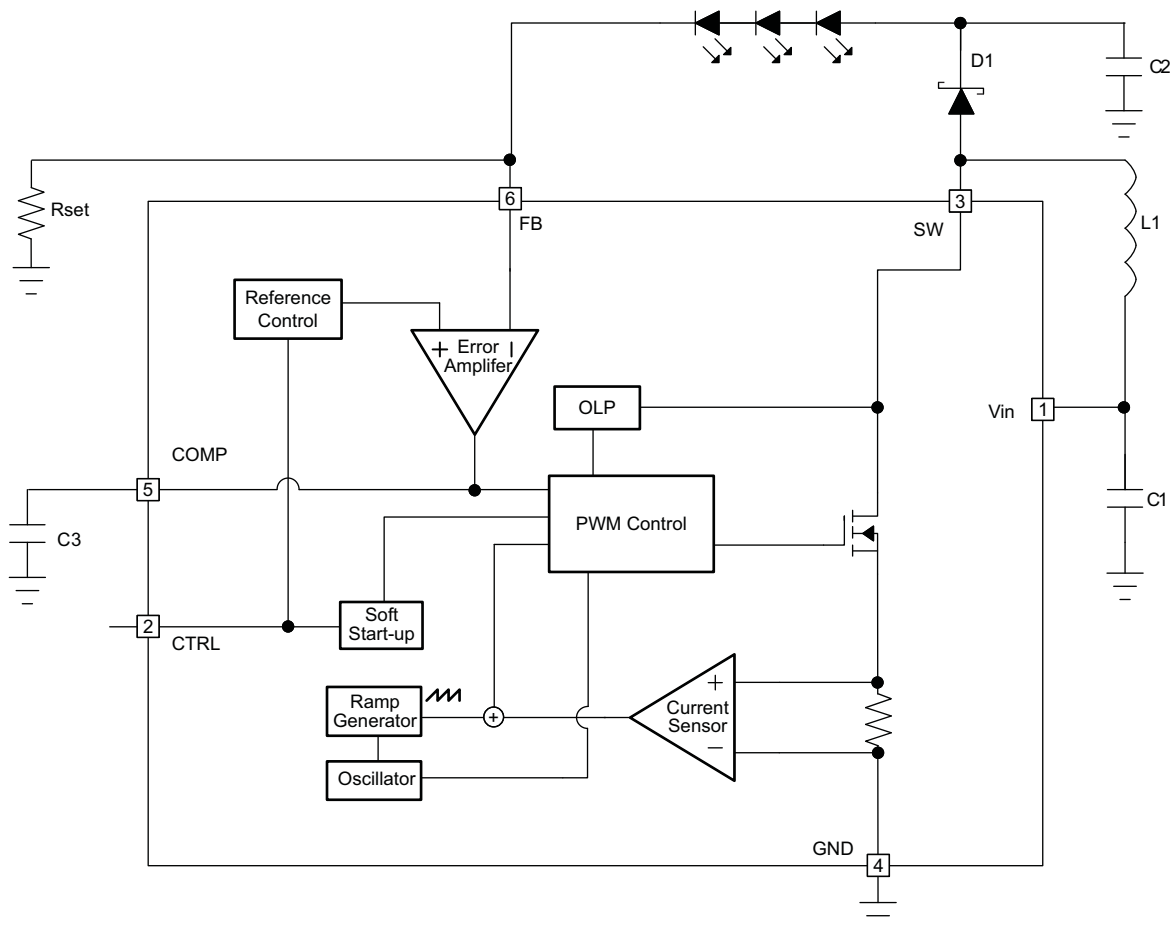 D1
C2
Rset
6
FB
3
SW
L1
Reference
Control
+ Error –
Amplifer
OLP
Vin
1
COMP
5
PWM Control
C1
C3
2
CTRL
Soft
Start-up
Ramp
Generator
+
+
Current
Sensor
–
Oscillator
GND
4